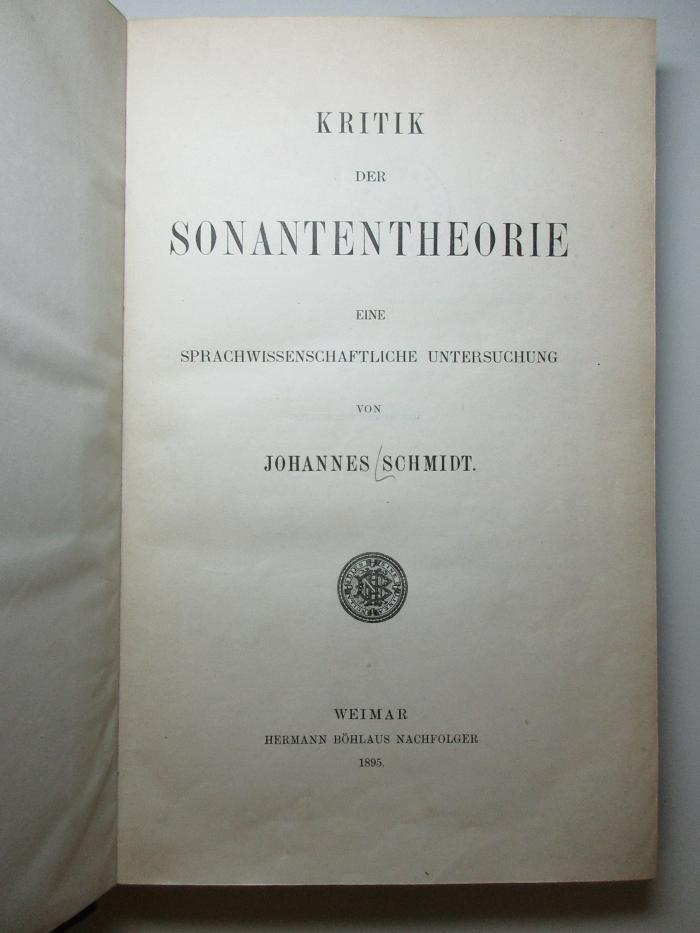 KRITIK
DER
SONANTENTHEORIE
EINE
SPRACHWISSENSCHAFTLICHE UNTERSUCHUNG
VON
JOHANNES SCHMIDT.
WEIMAR
HERMANN BÖHLAUS NACHFOLGER
1895.